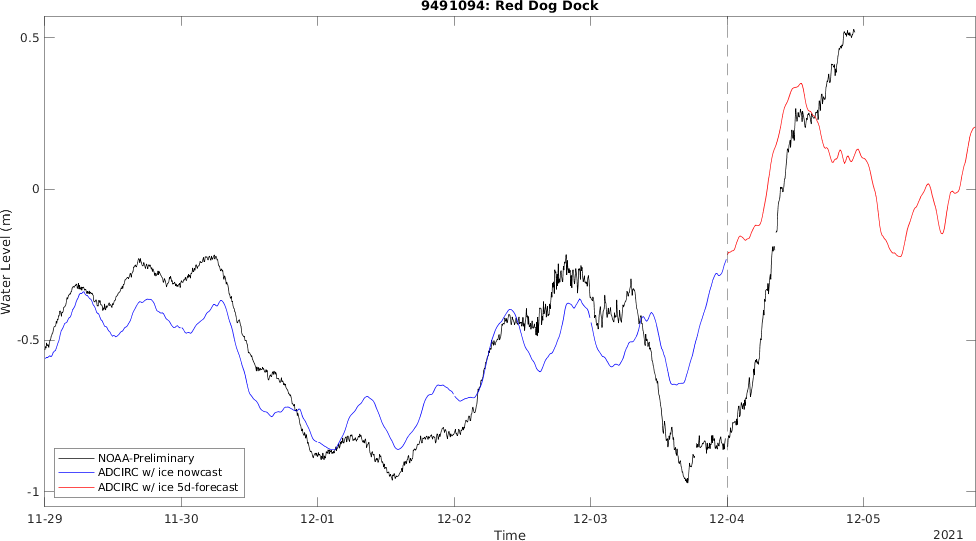 9491094: Red Dog Dock
0.5
0
-0.5
-1
Water Level (m)
NOAA-Preliminary
ADCIRC w/ ice nowcast
ADCIRC w/ ice 5d-forecast
11-29 11-30 12-01 12-02 12-03 12-04 12-05
Time
2021